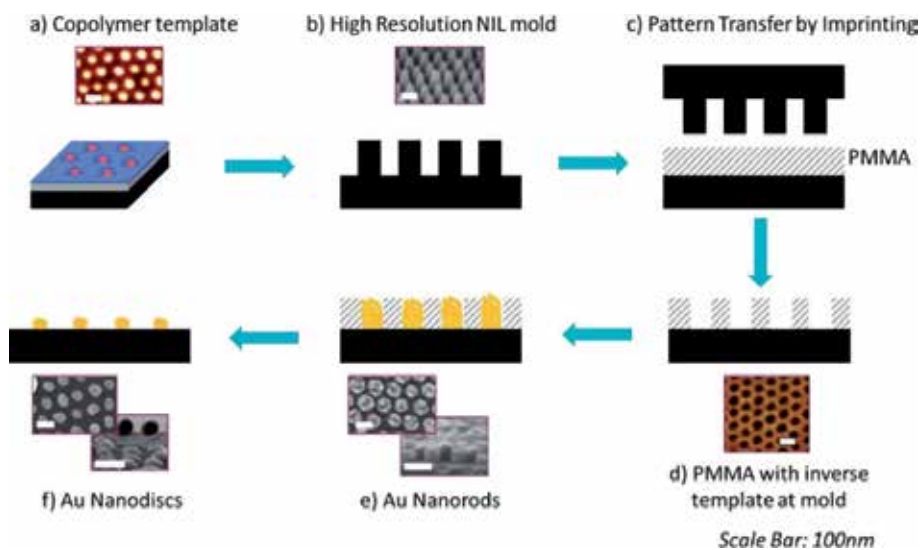 a) Copolymer template
b) High Resolution NIL mold
c) Pattern Transfer by Imprinting
PMMA
f) Au Nanodiscs
e) Au Nanorods
d) PMMA with inverse
template at mold
Scale Bar: 100nm